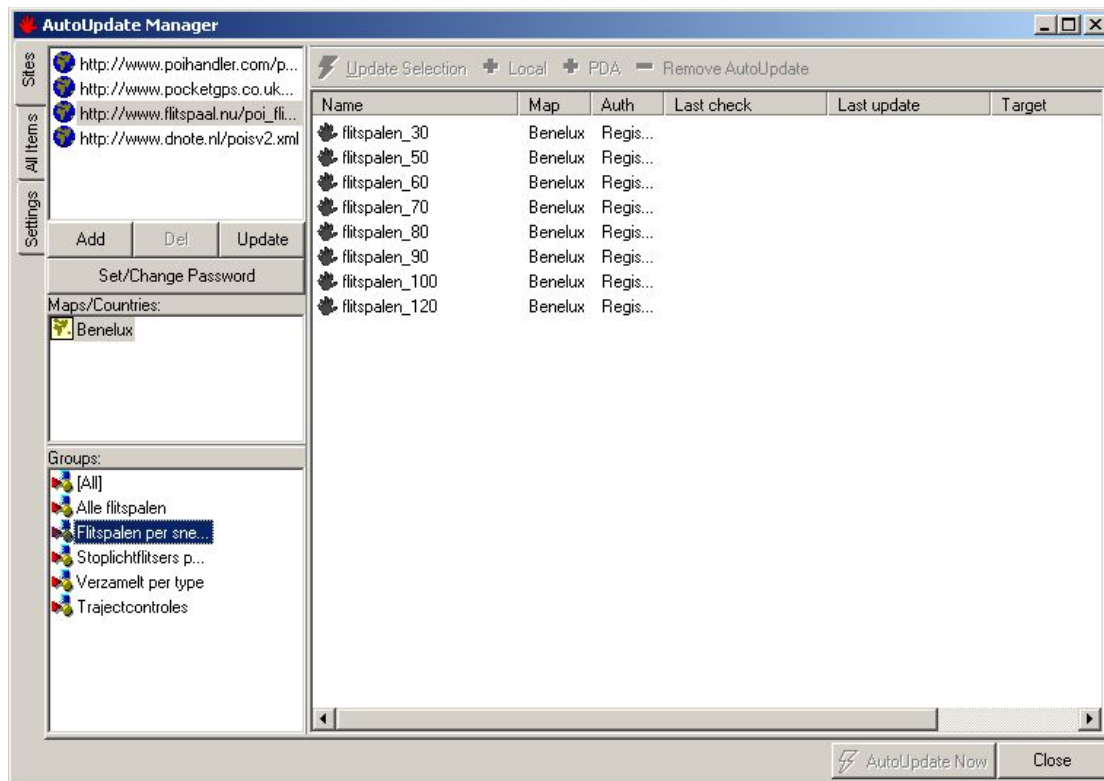 AutoUpdate Manager
Sites
All Items
Settings
http://www.poihandler.com/p...
http://www.pocketgps.co.uk...
http://www.flitspaal.nu/poi_fli...
http://www.dnote.nl/poisv2.xml
Add Del Update
Set/Change Password
Maps/Countries:
Benelux
Groups:
[All]
Alle flitspalen
Flitspalen per sne...
Stoplichtflitsers p...
Verzamelt per type
Trajectcontroles
Update Selection Local PDA Remove AutoUpdate
Name Map Auth Last check Last update Target
flitspalen_30 Benelux Regis...
flitspalen_50 Benelux Regis...
flitspalen_60 Benelux Regis...
flitspalen_70 Benelux Regis...
flitspalen_80 Benelux Regis...
flitspalen_90 Benelux Regis...
flitspalen_100 Benelux Regis...
flitspalen_120 Benelux Regis...
AutoUpdate Now Close